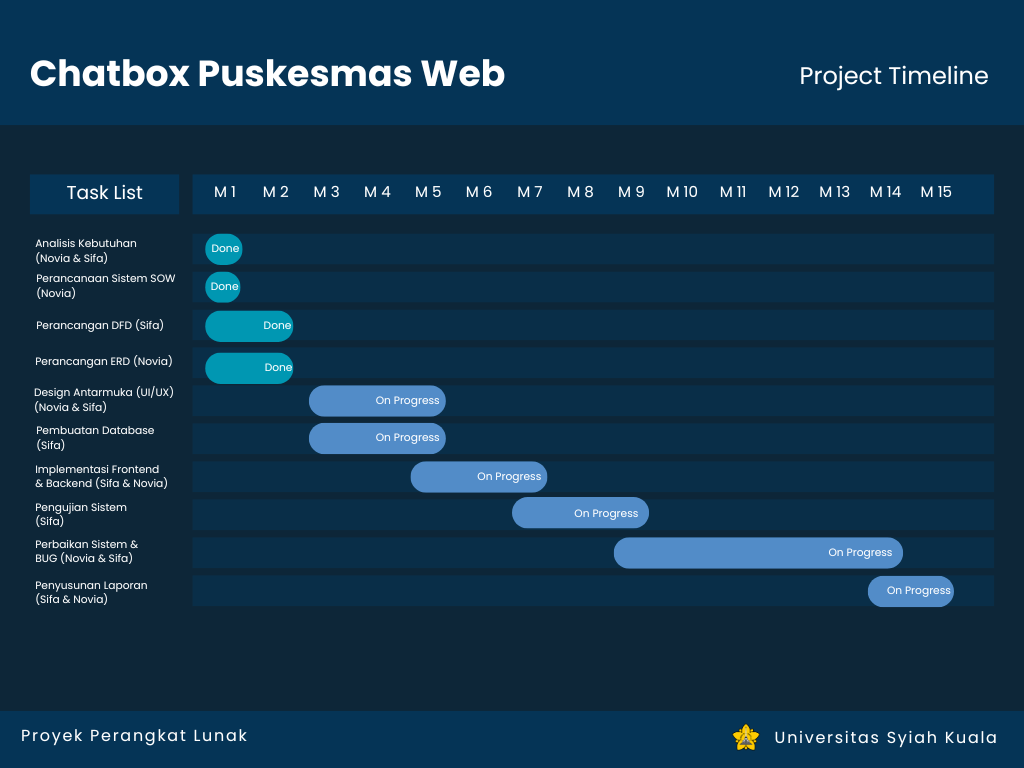 Chatbox Puskesmas Web
Project Timeline
Task List
M 1 M 2 M 3 M 4 M 5 M 6 M 7 M 8 M 9 M 10 M 11 M 12 M 13 M 14 M 15
Analisis Kebutuhan
(Novia & Sifa)
Done
Perancanaan Sistem SOW
(Novia)
Done
Perancangan DFD (Sifa)
Done
Perancangan ERD (Novia)
Done
Design Antarmuka (UI/UX)
(Novia & Sifa)
On Progress
Pembuatan Database
(Sifa)
On Progress
Implementasi Frontend
& Backend (Sifa & Novia)
On Progress
Pengujian Sistem
(Sifa)
On Progress
Perbaikan Sistem &
BUG (Novia & Sifa)
On Progress
Penyusunan Laporan
(Sifa & Novia)
On Progress
Proyek Perangkat Lunak
Universitas Syiah Kuala